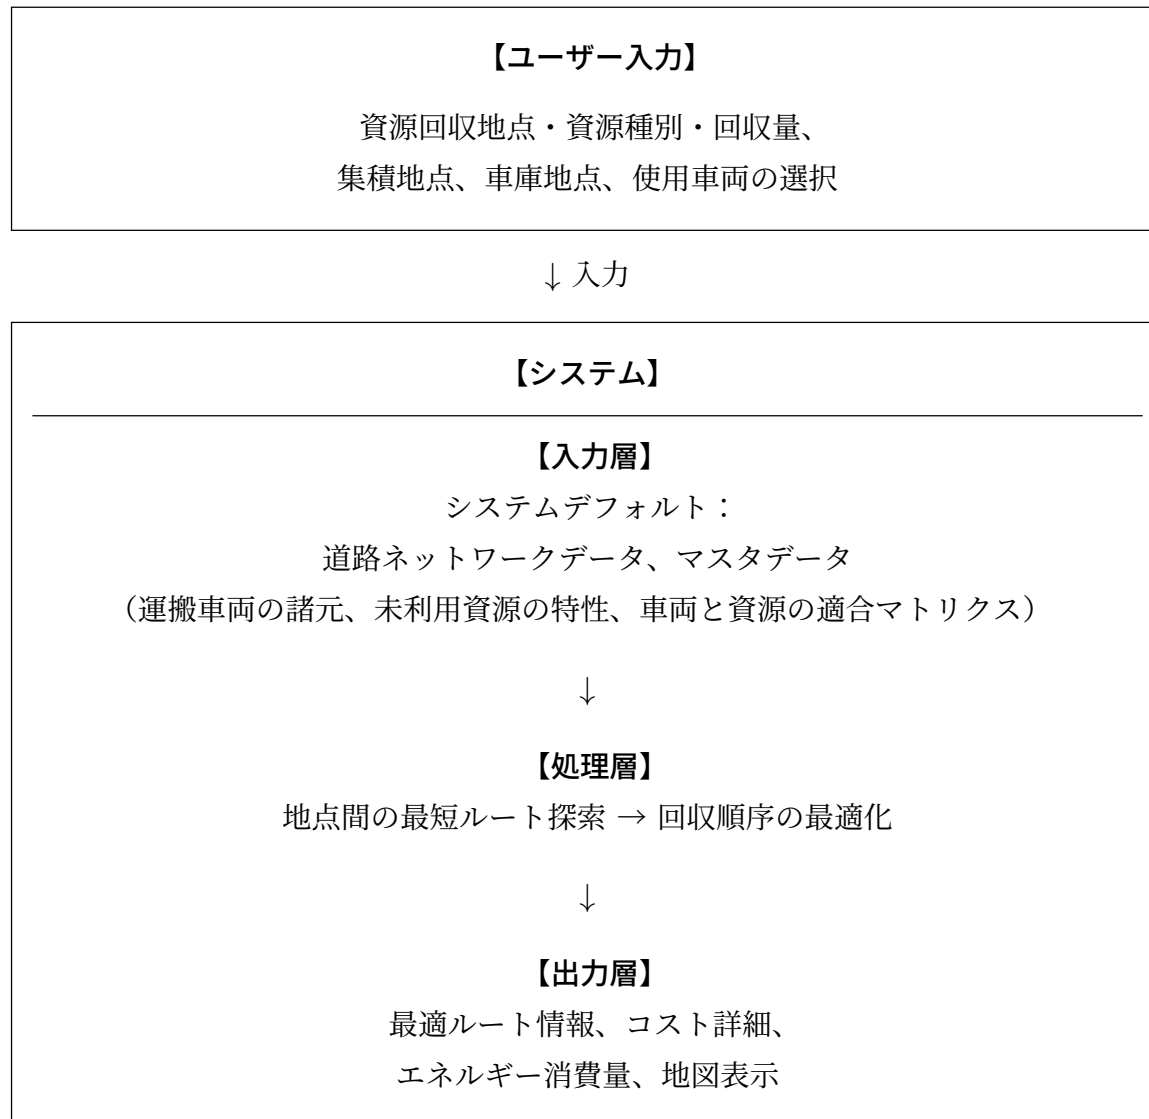 【ユーザー入力】
資源回収地点・資源種別・回収量、
集積地点、車庫地点、使用車両の選択
↓ 入力
【システム】
【入力層】
システムデフォルト：
道路ネットワークデータ、マスタデータ
（運搬車両の諸元、未利用資源の特性、車両と資源の適合マトリクス）
↓
【処理層】
地点間の最短ルート探索 → 回収順序の最適化
↓
【出力層】
最適ルート情報、コスト詳細、
エネルギー消費量、地図表示